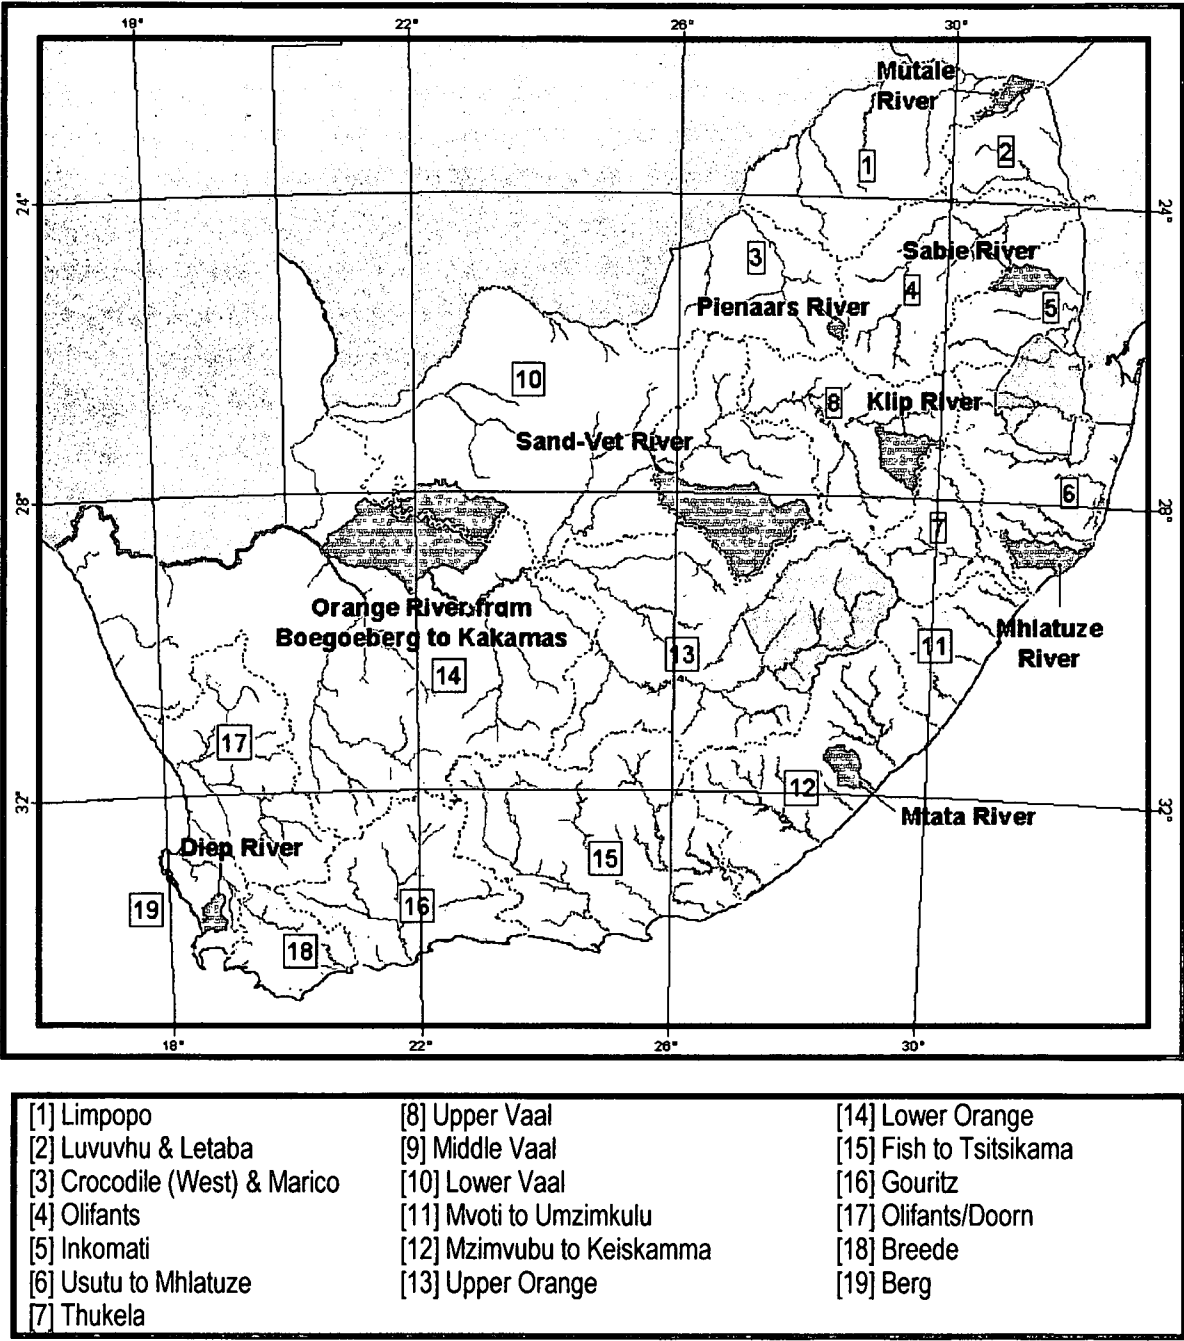 18° 22° 26° 30°
Mutale
River
1
2
24° 24°
Sabie River
3
4
Pienaars River
5
10
8
Klip River
Sand-Vet River
6
28° 28°
7
Orange River from
Boegoeberg to Kakamas
Mhlatuze
River
11
13
14
17
12
32° 32°
Mtata River
Diep River
15
19
16
18
18° 22° 26° 30°
[1] Limpopo
[2] Luvuvhu & Letaba
[3] Crocodile (West) & Marico
[4] Olifants
[5] Inkomati
[6] Usutu to Mhlatuze
[7] Thukela
[8] Upper Vaal
[9] Middle Vaal
[10] Lower Vaal
[11] Mvoti to Umzimkulu
[12] Mzimvubu to Keiskamma
[13] Upper Orange
[14] Lower Orange
[15] Fish to Tsitsikama
[16] Gouritz
[17] Olifants/Doorn
[18] Breede
[19] Berg